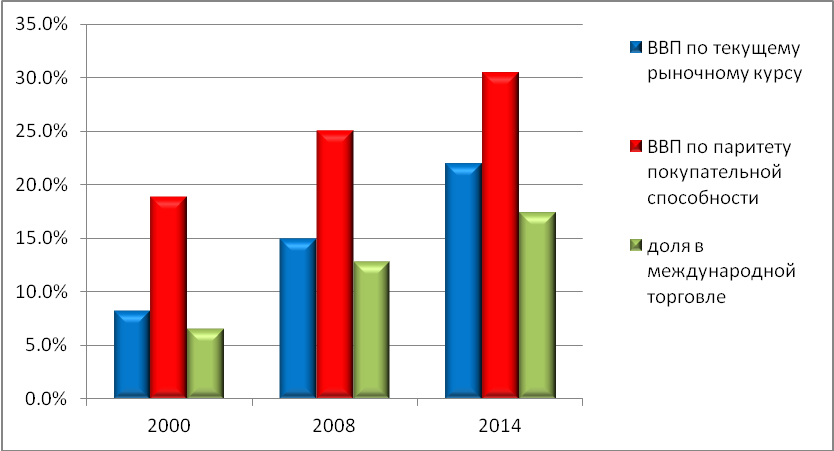 35.0%
30.0%
25.0%
20.0%
15.0%
10.0%
5.0%
0.0%
2000
2008
2014
ВВП по текущему
рыночному курсу
ВВП по паритету
покупательной
способности
доля в
международной
торговле